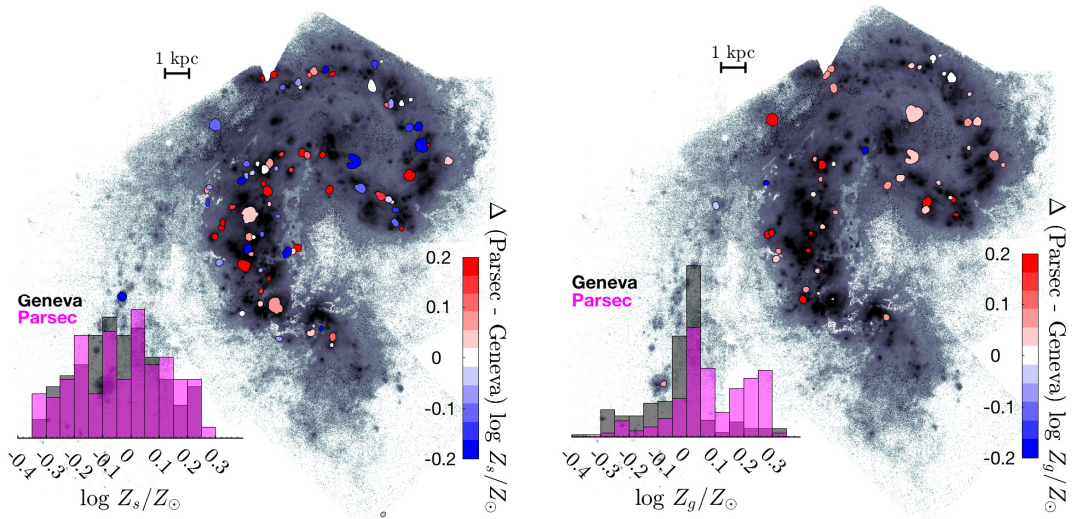 1 kpc
Δ (Parsec - Geneva) log Z_s/Z_⊙
0.2
0.1
0
-0.1
-0.2
Geneva
Parsec
-0.4 -0.3 -0.2 -0.1 0 0.1 0.2 0.3
log Z_s/Z_⊙
1 kpc
Δ (Parsec - Geneva) log Z_g/Z_⊙
0.2
0.1
0
-0.1
-0.2
Geneva
Parsec
-0.4 -0.3 -0.2 -0.1 0 0.1 0.2 0.3
log Z_g/Z_⊙